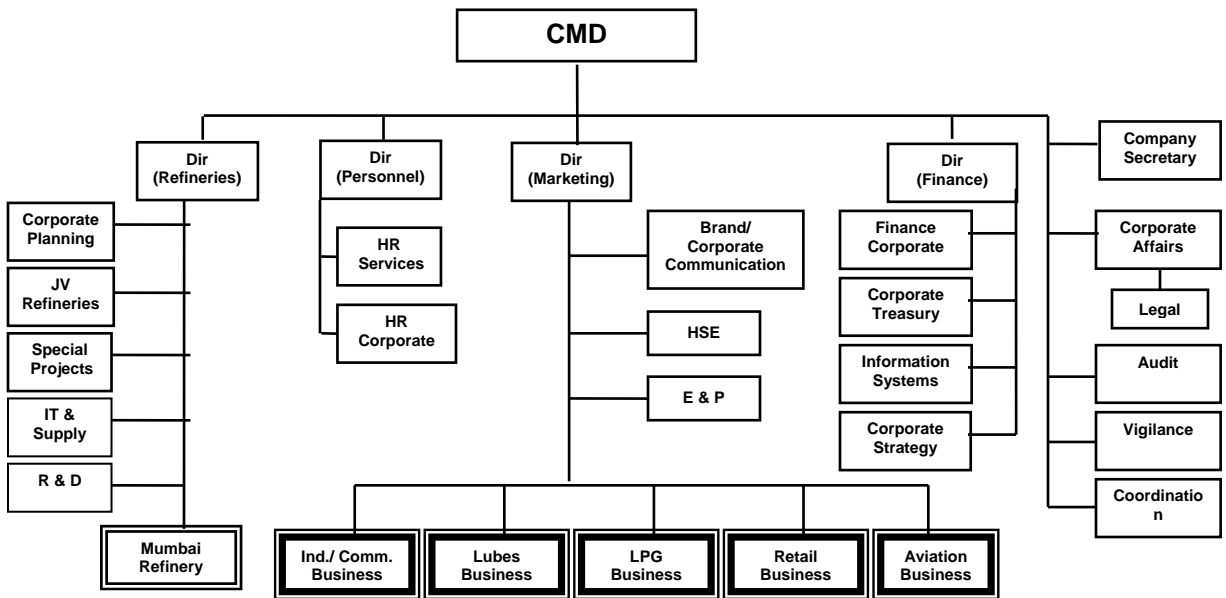 CMD
Dir
(Refineries)
Dir
(Personnel)
Dir
(Marketing)
Dir
(Finance)
Company
Secretary
Corporate
Planning
JV
Refineries
Special
Projects
IT &
Supply
R & D
Mumbai
Refinery
HR
Services
HR
Corporate
Brand/
Corporate
Communication
HSE
E & P
Ind./ Comm.
Business
Lubes
Business
LPG
Business
Retail
Business
Aviation
Business
Finance
Corporate
Corporate
Treasury
Information
Systems
Corporate
Strategy
Corporate
Affairs
Legal
Audit
Vigilance
Coordinatio
n